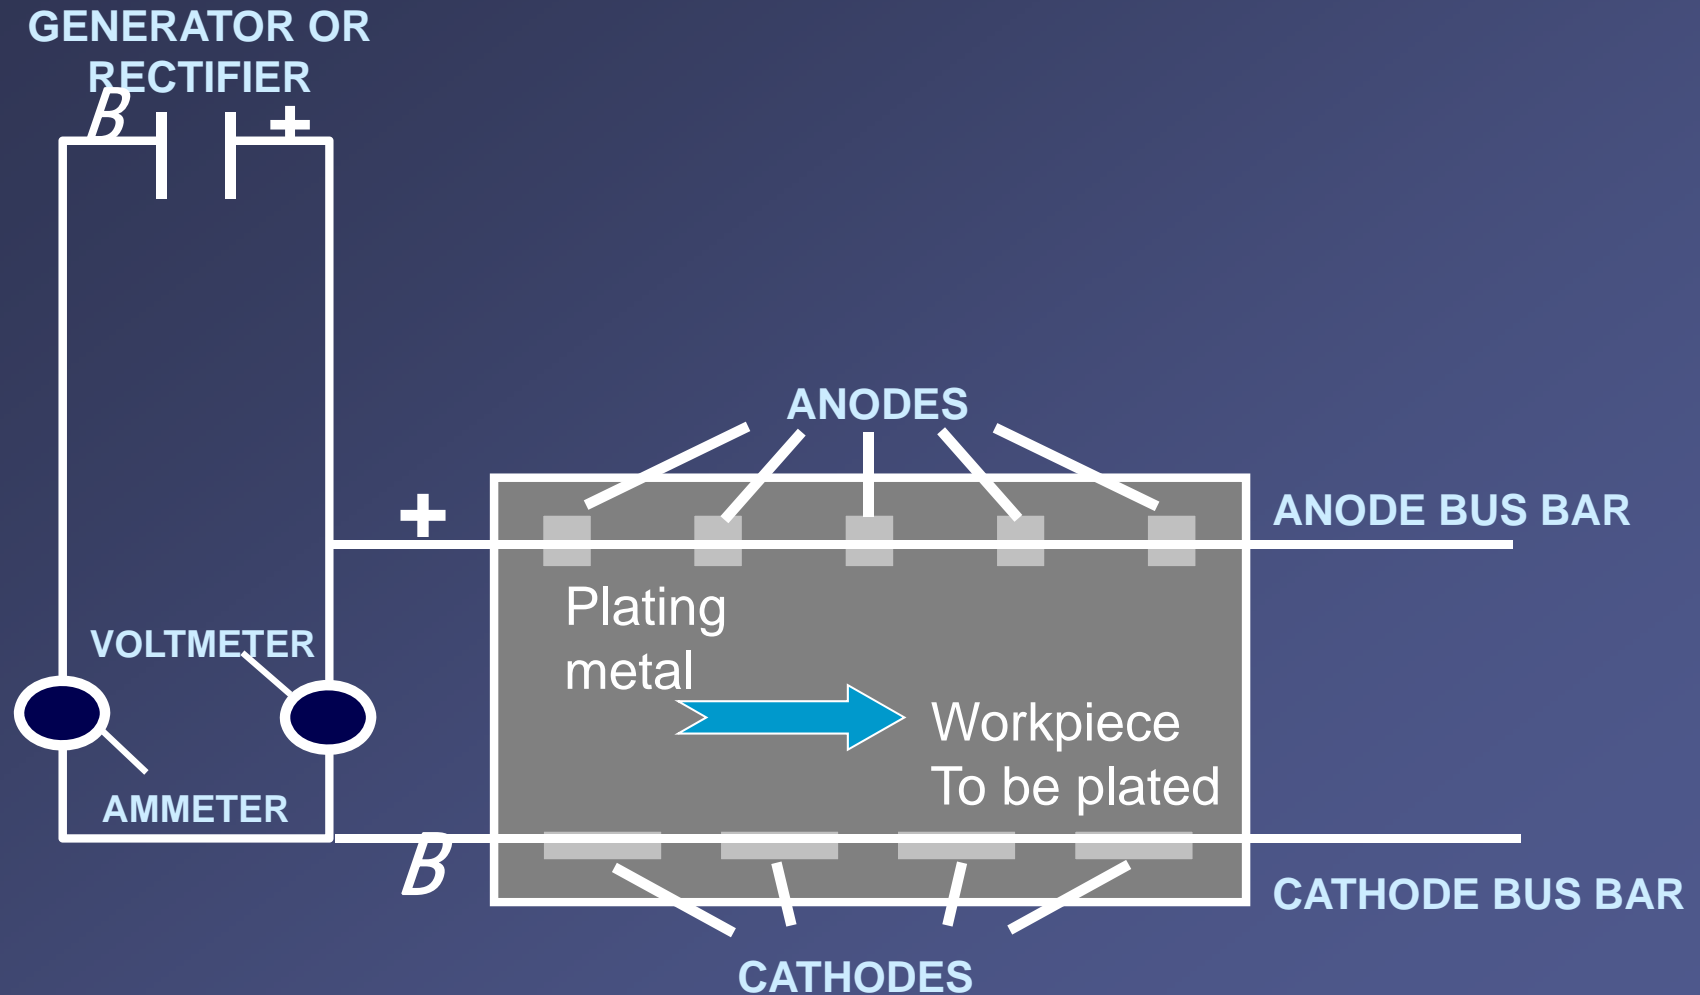 GENERATOR OR
RECTIFIER
B +
ANODES
+
ANODE BUS BAR
Plating
metal
VOLTMETER
Workpiece
To be plated
AMMETER
B
CATHODE BUS BAR
CATHODES